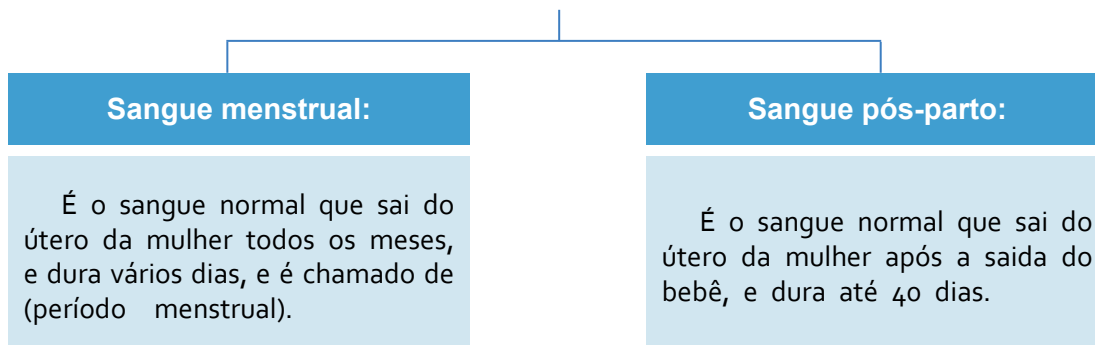 Sangue menstrual:
É o sangue normal que sai do
útero da mulher todos os meses,
e dura vários dias, e é chamado de
(período menstrual).
Sangue pós-parto:
É o sangue normal que sai do
útero da mulher após a saida do
bebê, e dura até 40 dias.